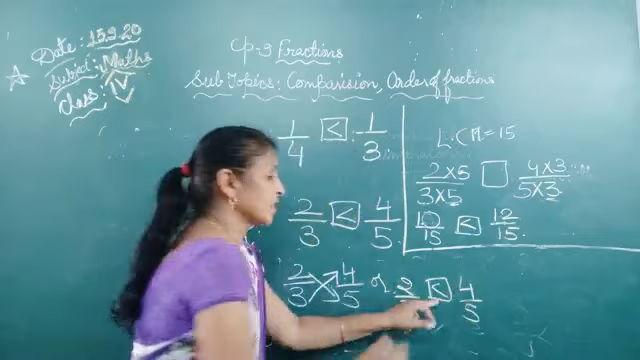 Date: 15.9.20
Subject: Maths
Class: IV
CP-3 Fractions
Sub Topics: Comparision, Order of fractions
1/4 < 1/3
2/3 < 4/5
2/3 4/5 or 2 < 4/5
L.CM=15
2×5/3×5 □ 4×3/5×3
10/15 < 12/15